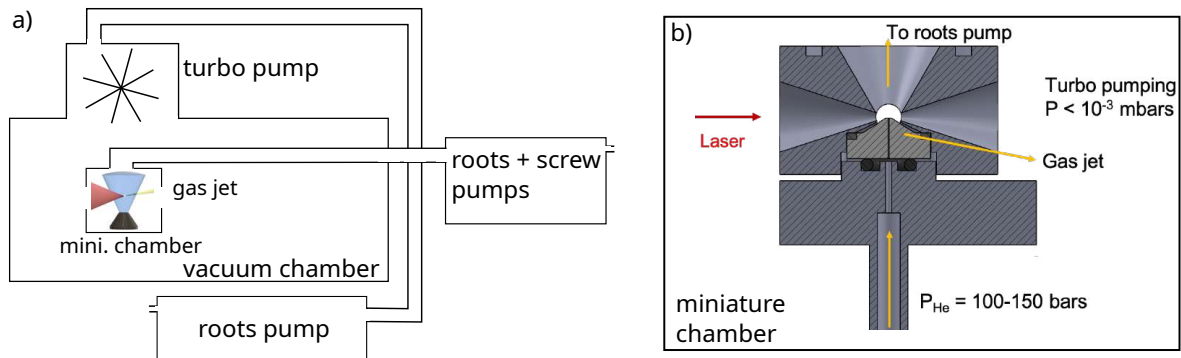 a)
turbo pump
roots + screw
pumps
gas jet
mini. chamber
vacuum chamber
roots pump
b)
To roots pump
Turbo pumping
P < 10⁻³ mbars
Laser
Gas jet
P_He = 100-150 bars
miniature
chamber